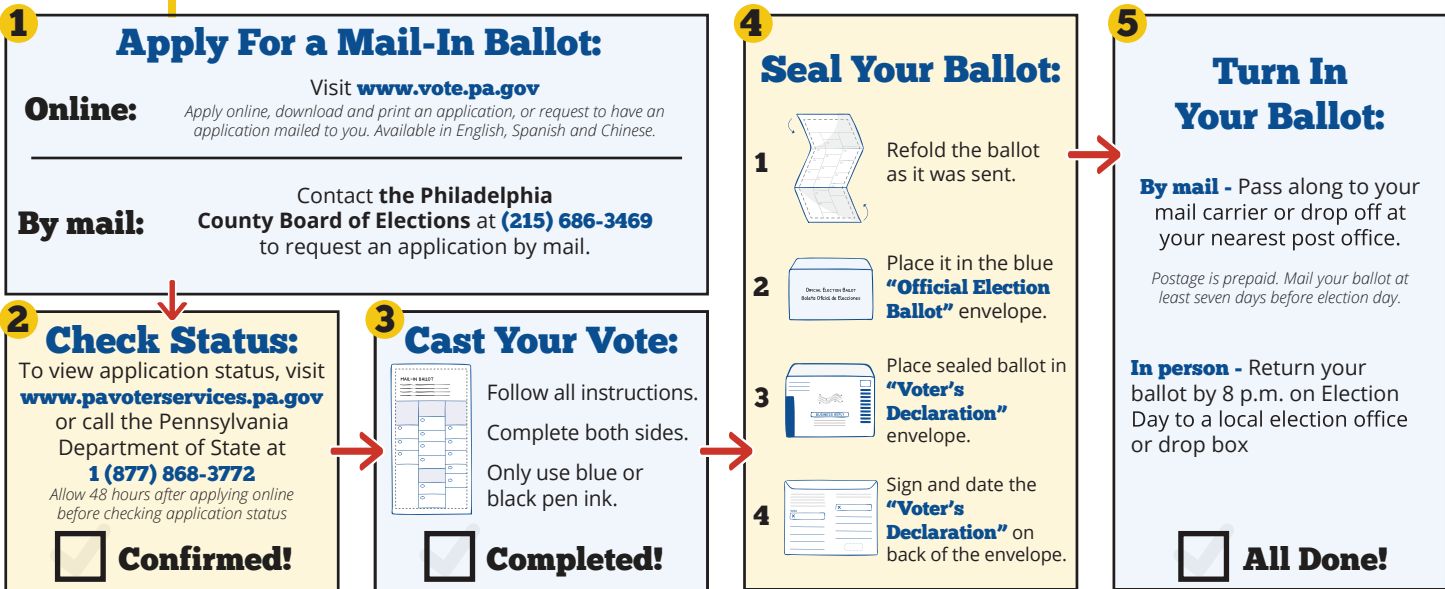 1
Apply For a Mail-In Ballot:
Online:
Visit www.vote.pa.gov
Apply online, download and print an application, or request to have an
application mailed to you. Available in English, Spanish and Chinese.
By mail:
Contact the Philadelphia
County Board of Elections at (215) 686-3469
to request an application by mail.
2
Check Status:
To view application status, visit
www.pavoterservices.pa.gov
or call the Pennsylvania
Department of State at
1 (877) 868-3772
Allow 48 hours after applying online
before checking application status
Confirmed!
3
Cast Your Vote:
MAIL-IN BALLOT
Follow all instructions.
Complete both sides.
Only use blue or
black pen ink.
Completed!
4
Seal Your Ballot:
1
Refold the ballot
as it was sent.
2
Official Election Ballot
Boleta Oficial de Elecciones
Place it in the blue
"Official Election
Ballot" envelope.
3
BUSINESS REPLY
Place sealed ballot in
"Voter's
Declaration"
envelope.
4
X
X
Sign and date the
"Voter's
Declaration" on
back of the envelope.
5
Turn In
Your Ballot:
By mail - Pass along to your
mail carrier or drop off at
your nearest post office.
Postage is prepaid. Mail your ballot at
least seven days before election day.
In person - Return your
ballot by 8 p.m. on Election
Day to a local election office
or drop box
All Done!